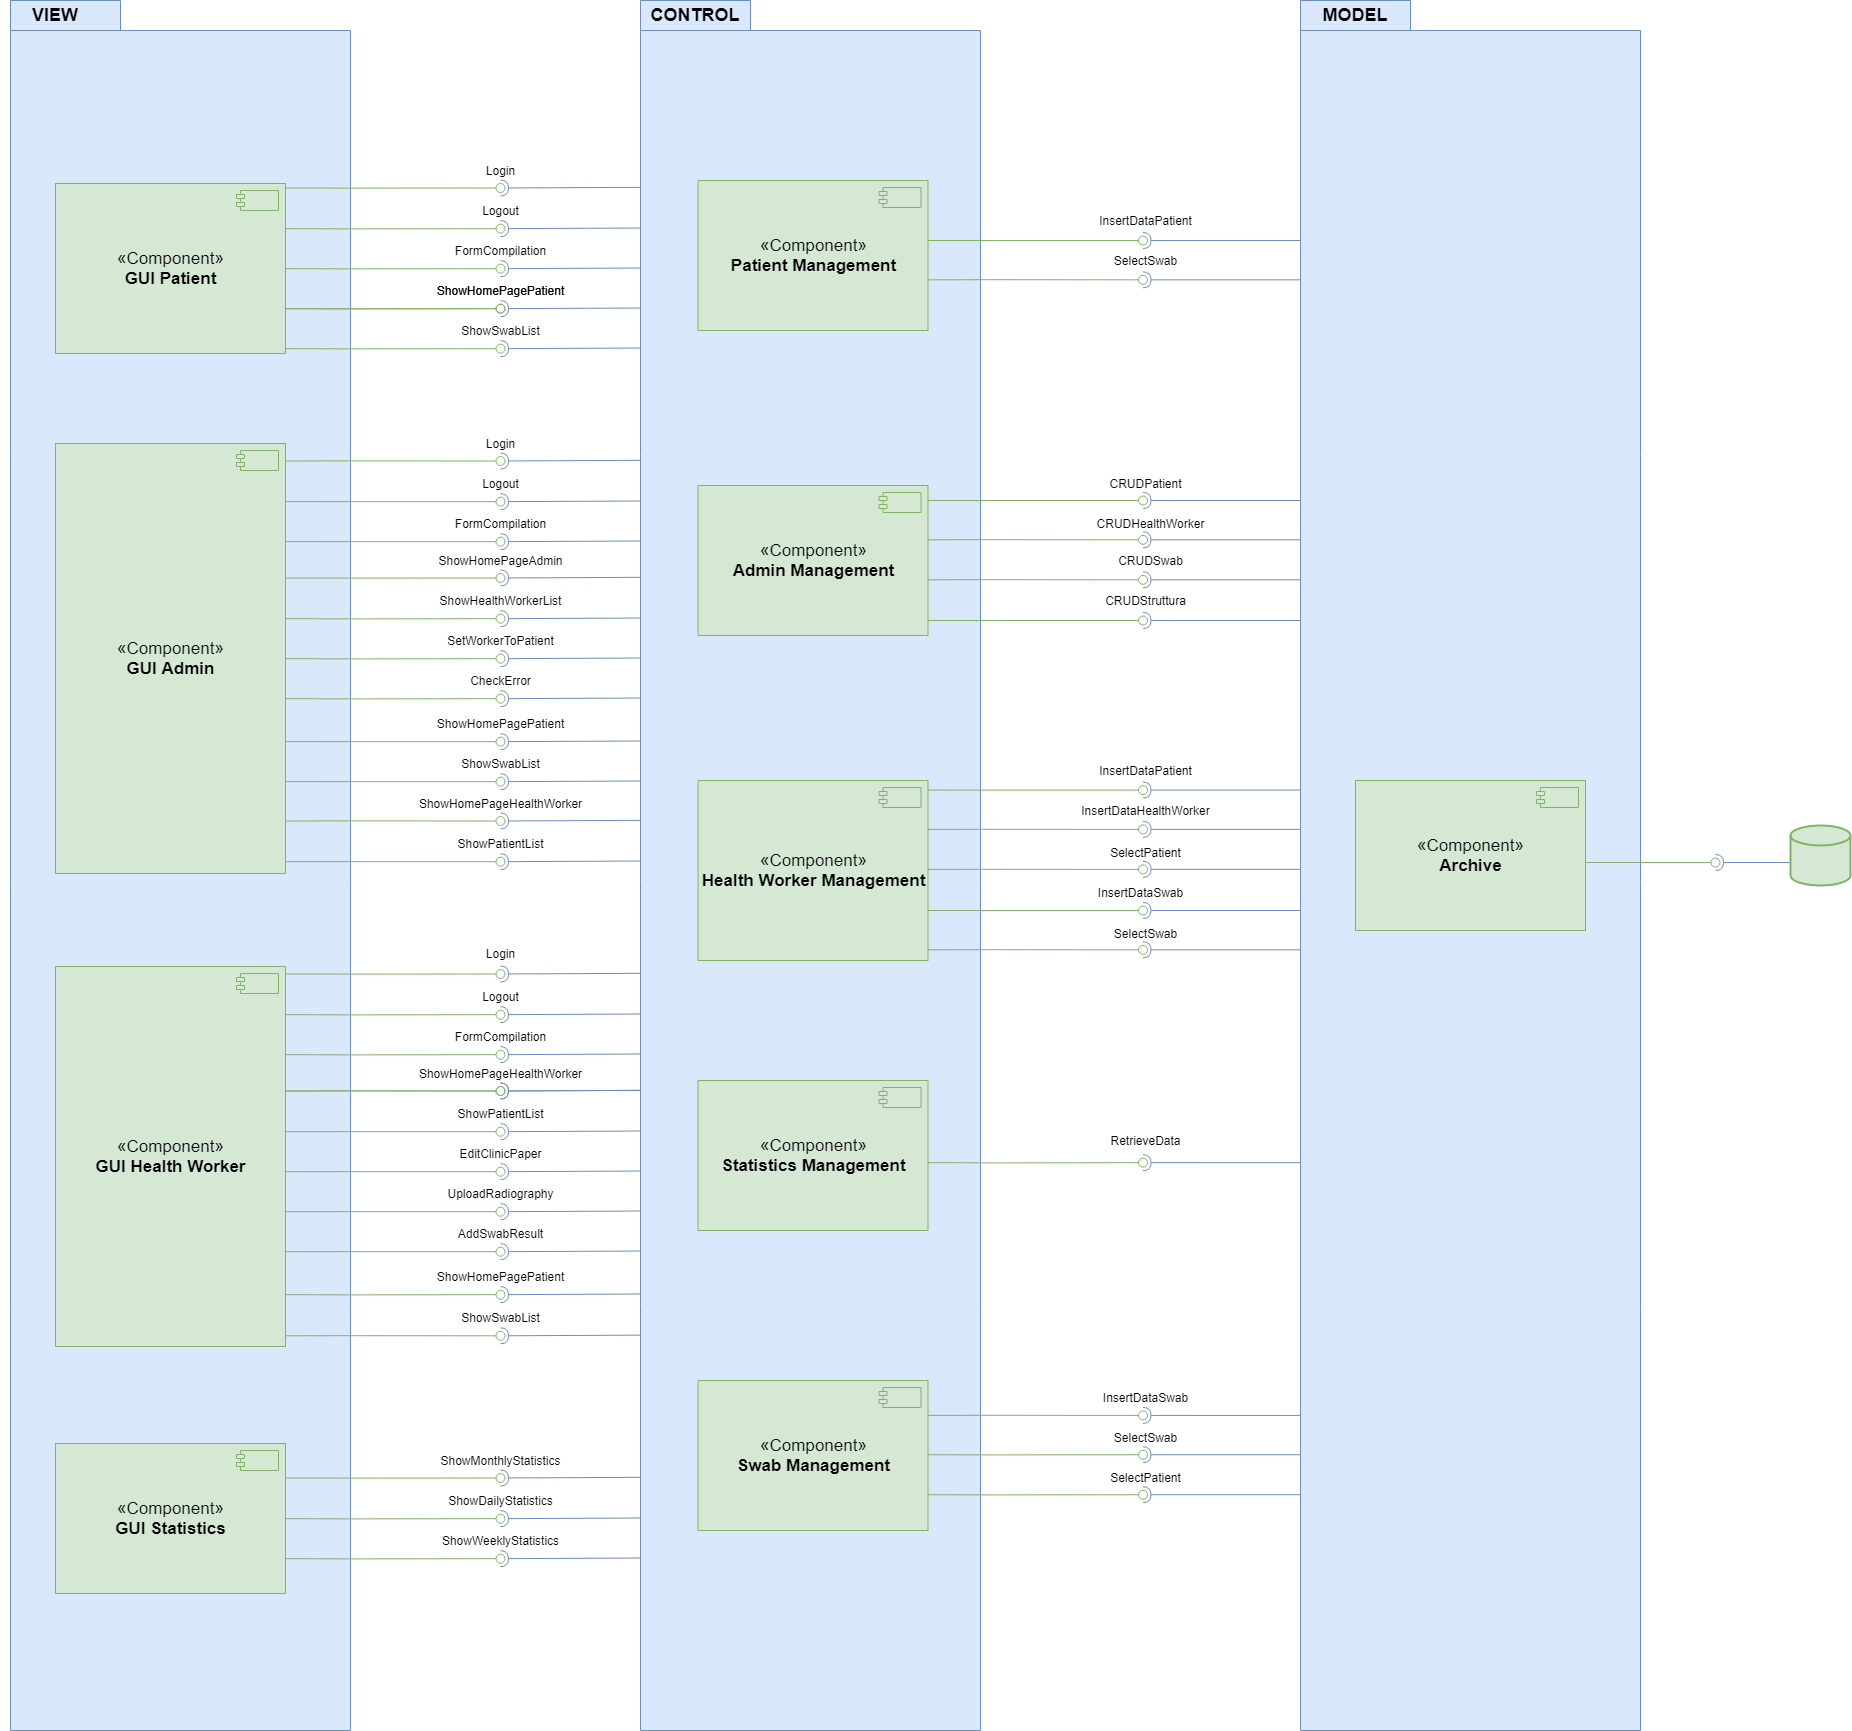 VIEW
CONTROL
MODEL
Login
Logout
FormCompilation
ShowHomePagePatient
ShowSwabList
«Component»
GUI Patient
«Component»
Patient Management
InsertDataPatient
SelectSwab
Login
Logout
FormCompilation
ShowHomePageAdmin
ShowHealthWorkerList
SetWorkerToPatient
CheckError
ShowHomePagePatient
ShowSwabList
ShowHomePageHealthWorker
ShowPatientList
«Component»
GUI Admin
«Component»
Admin Management
CRUDPatient
CRUDHealthWorker
CRUDSwab
CRUDStruttura
«Component»
Health Worker Management
InsertDataPatient
InsertDataHealthWorker
SelectPatient
InsertDataSwab
SelectSwab
«Component»
Archive
Login
Logout
FormCompilation
ShowHomePageHealthWorker
ShowPatientList
EditClinicPaper
UploadRadiography
AddSwabResult
ShowHomePagePatient
ShowSwabList
«Component»
GUI Health Worker
«Component»
Statistics Management
RetrieveData
«Component»
GUI Statistics
ShowMonthlyStatistics
ShowDailyStatistics
ShowWeeklyStatistics
«Component»
Swab Management
InsertDataSwab
SelectSwab
SelectPatient